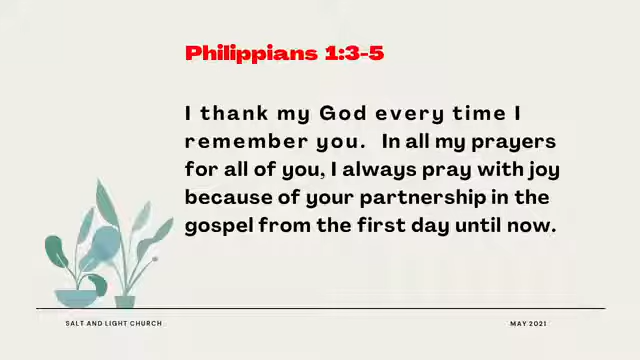 Philippians 1:3-5
I thank my God every time I
remember you. In all my prayers
for all of you, I always pray with joy
because of your partnership in the
gospel from the first day until now.
SALT AND LIGHT CHURCH
MAY 2021